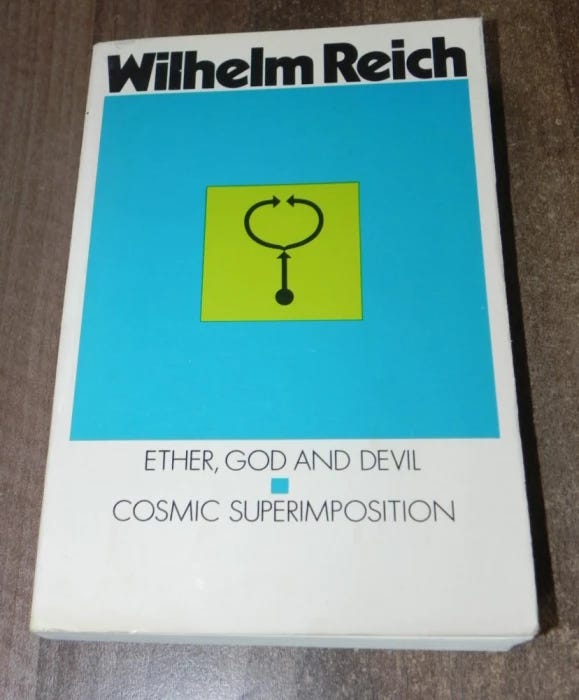 Wilhelm Reich
ETHER, GOD AND DEVIL
COSMIC SUPERIMPOSITION